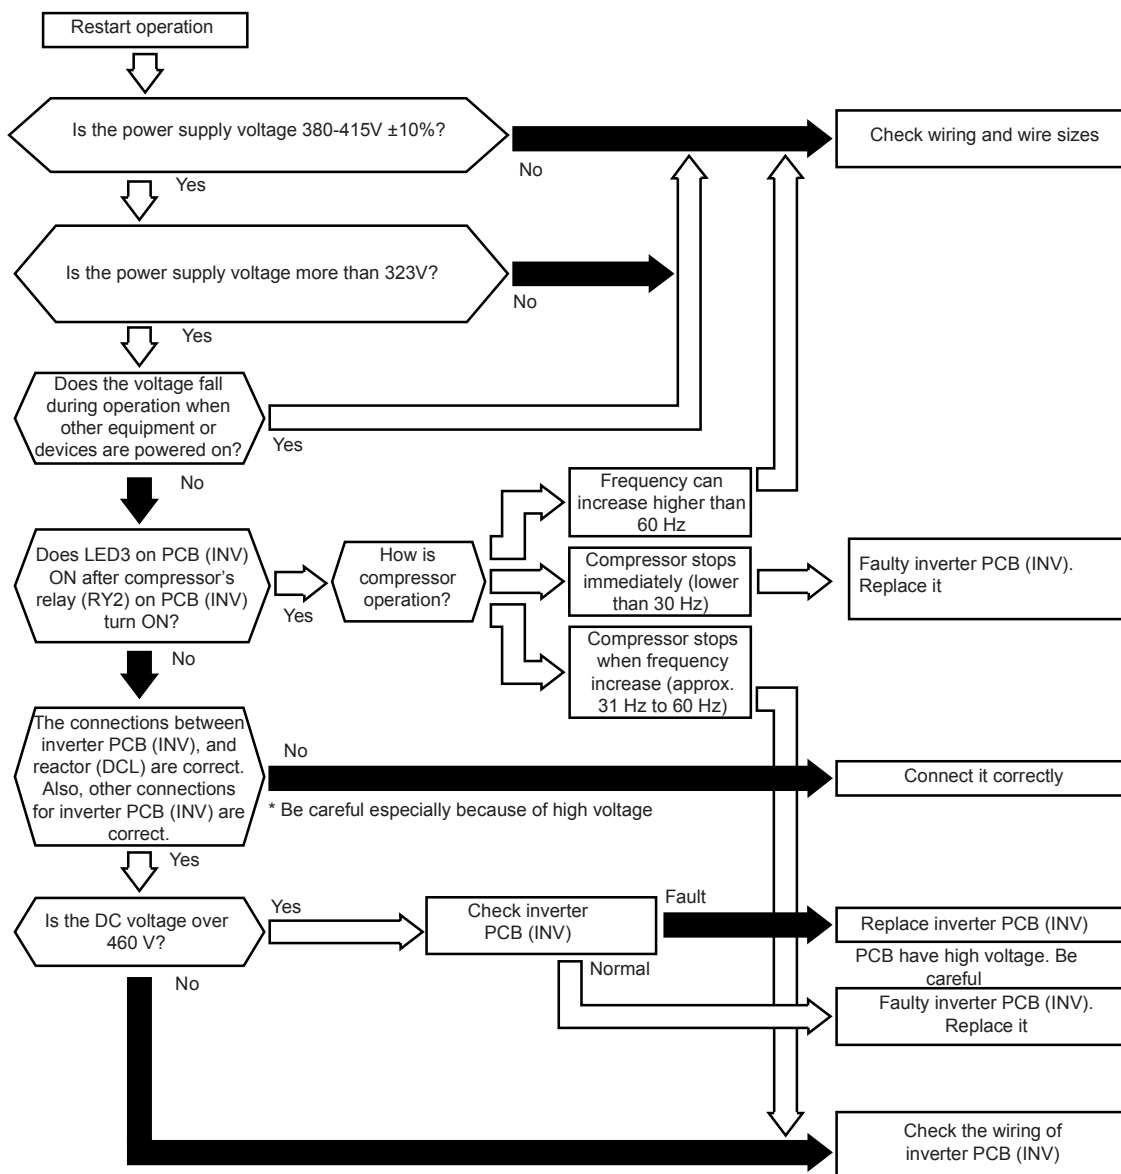 Restart operation
Is the power supply voltage 380-415V ±10%?
No
Check wiring and wire sizes
Yes
Is the power supply voltage more than 323V?
No
Yes
Does the voltage fall
during operation when
other equipment or
devices are powered on?
Yes
No
Does LED3 on PCB (INV)
ON after compressor's
relay (RY2) on PCB (INV)
turn ON?
Yes
How is
compressor
operation?
Frequency can
increase higher than
60 Hz
Compressor stops
immediately (lower
than 30 Hz)
Faulty inverter PCB (INV).
Replace it
Compressor stops
when frequency
increase (approx.
31 Hz to 60 Hz)
No
The connections between
inverter PCB (INV), and
reactor (DCL) are correct.
Also, other connections
for inverter PCB (INV) are
correct.
No
* Be careful especially because of high voltage
Connect it correctly
Yes
Is the DC voltage over
460 V?
Yes
Check inverter
PCB (INV)
Fault
Replace inverter PCB (INV)
PCB have high voltage. Be
careful
Normal
Faulty inverter PCB (INV).
Replace it
No
Check the wiring of
inverter PCB (INV)